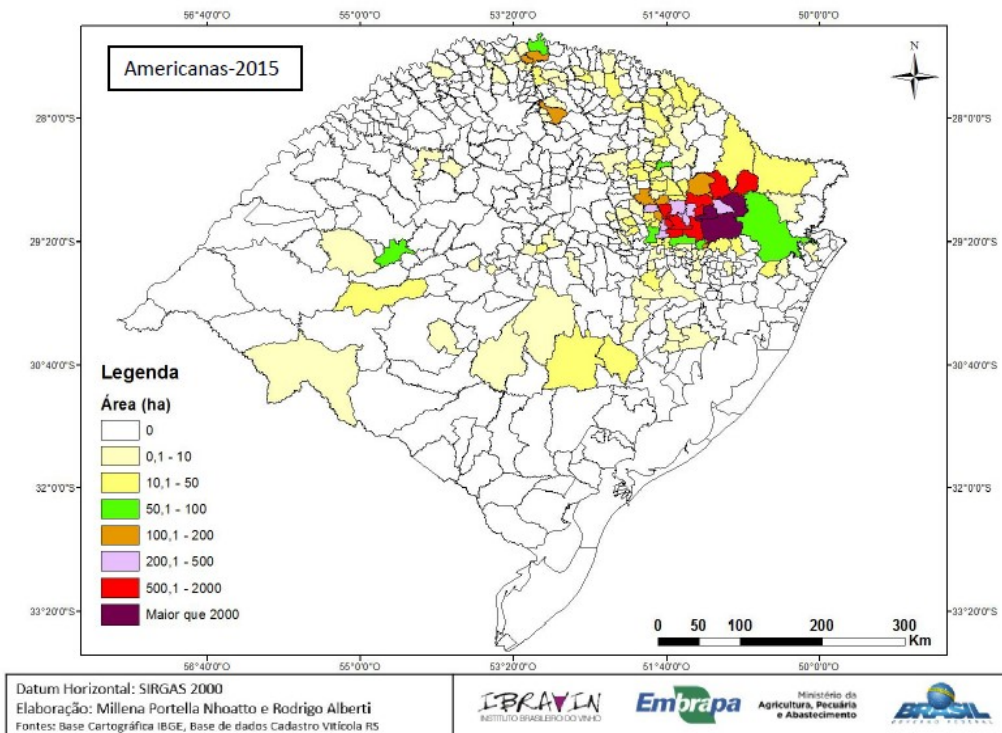 56°40'0"O 55°0'0"O 53°20'0"O 51°40'0"O 50°0'0"O
Americanas-2015
N
28°0'0"S 28°0'0"S
29°20'0"S 29°20'0"S
30°40'0"S 30°40'0"S
32°0'0"S 32°0'0"S
33°20'0"S 33°20'0"S
Legenda
Área (ha)
0
0,1 - 10
10,1 - 50
50,1 - 100
100,1 - 200
200,1 - 500
500,1 - 2000
Maior que 2000
0 50 100 200 300
Km
56°40'0"O 55°0'0"O 53°20'0"O 51°40'0"O 50°0'0"O
Datum Horizontal: SIRGAS 2000
Elaboração: Millena Portella Nhoatto e Rodrigo Alberti
Fontes: Base Cartográfica IBGE, Base de dados Cadastro Vitícola RS
IBRAVIN
INSTITUTO BRASILEIRO DO VINHO
Embrapa
Ministério da
Agricultura, Pecuária
e Abastecimento
BRASIL
GOVERNO FEDERAL